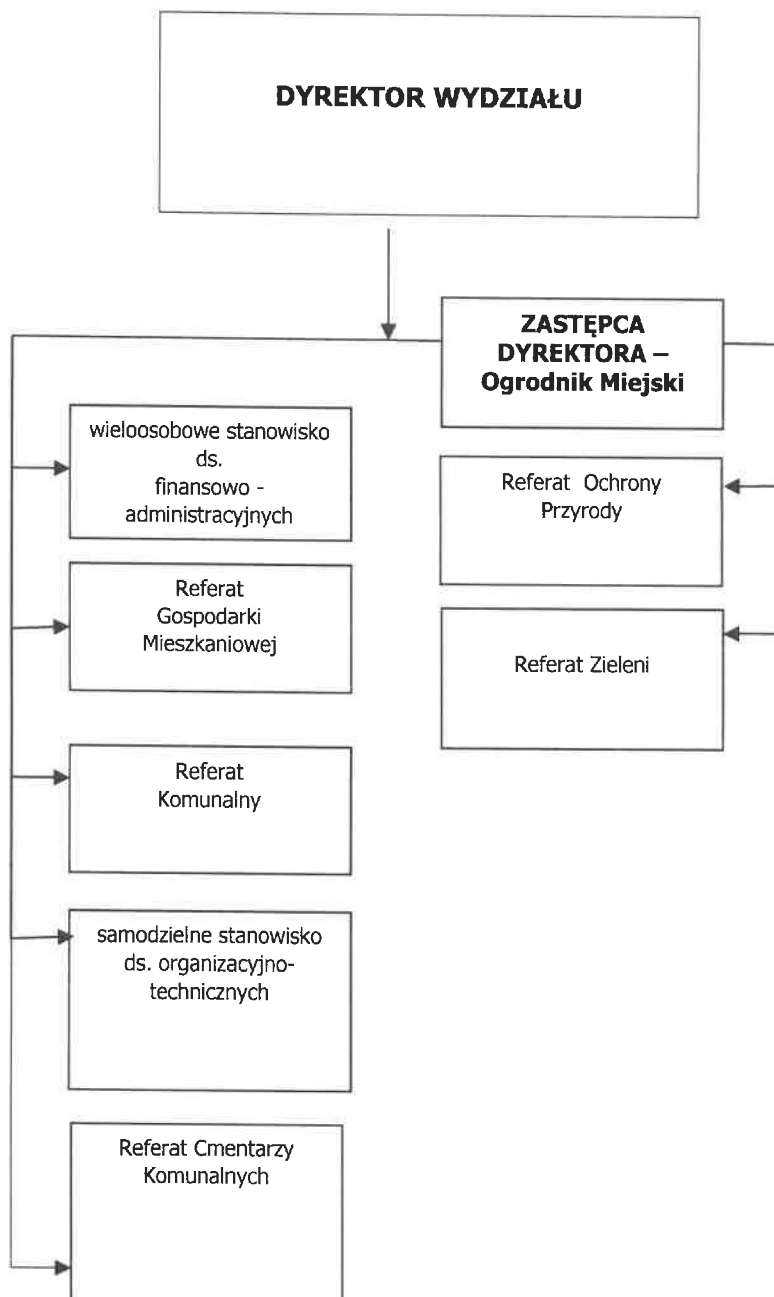 DYREKTOR WYDZIAŁU
ZASTĘPCA
DYREKTORA –
Ogrodnik Miejski
wieloosobowe stanowisko
ds.
finansowo -
administracyjnych
Referat Ochrony
Przyrody
Referat
Gospodarki
Mieszkaniowej
Referat Zieleni
Referat
Komunalny
samodzielne stanowisko
ds. organizacyjno-
technicznych
Referat Cmentarzy
Komunalnych